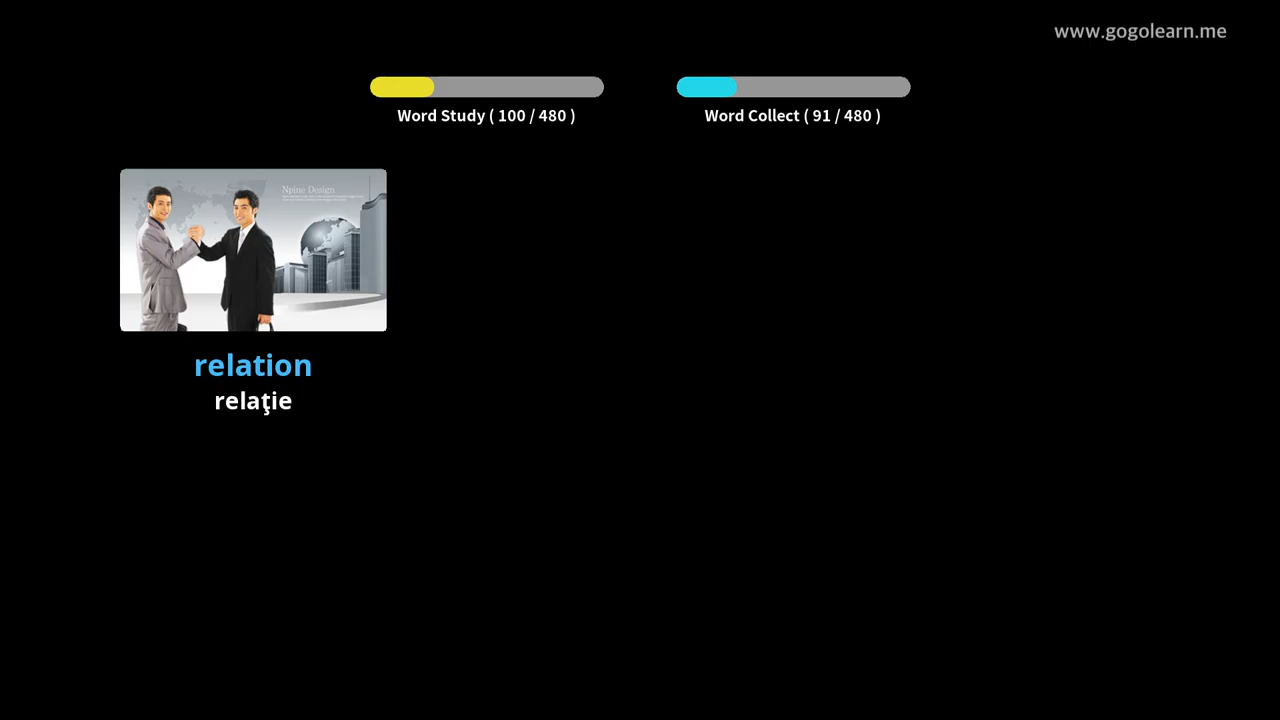 www.gogolearn.me
Word Study ( 100 / 480 )
Word Collect ( 91 / 480 )
Npine Design
relation
relaţie